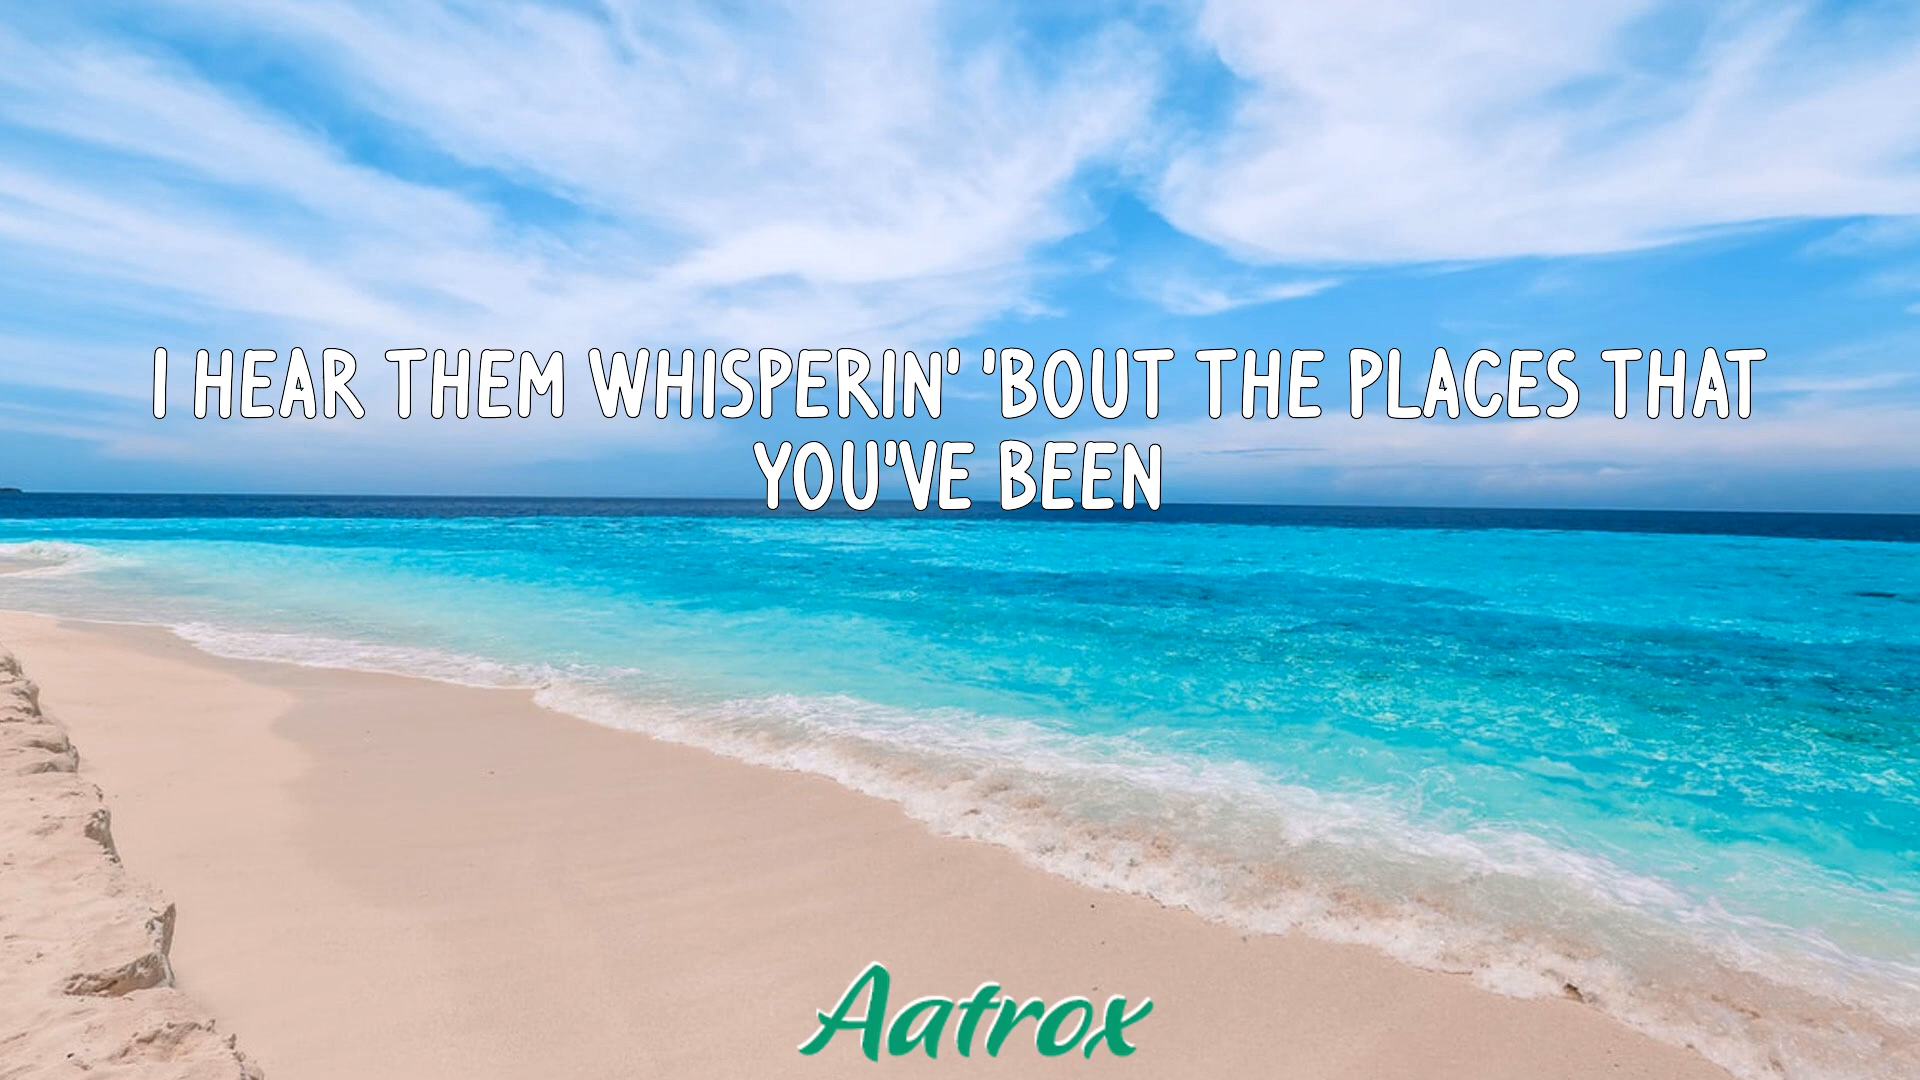 I HEAR THEM WHISPERIN' 'BOUT THE PLACES THAT
YOU'VE BEEN
Aatrox